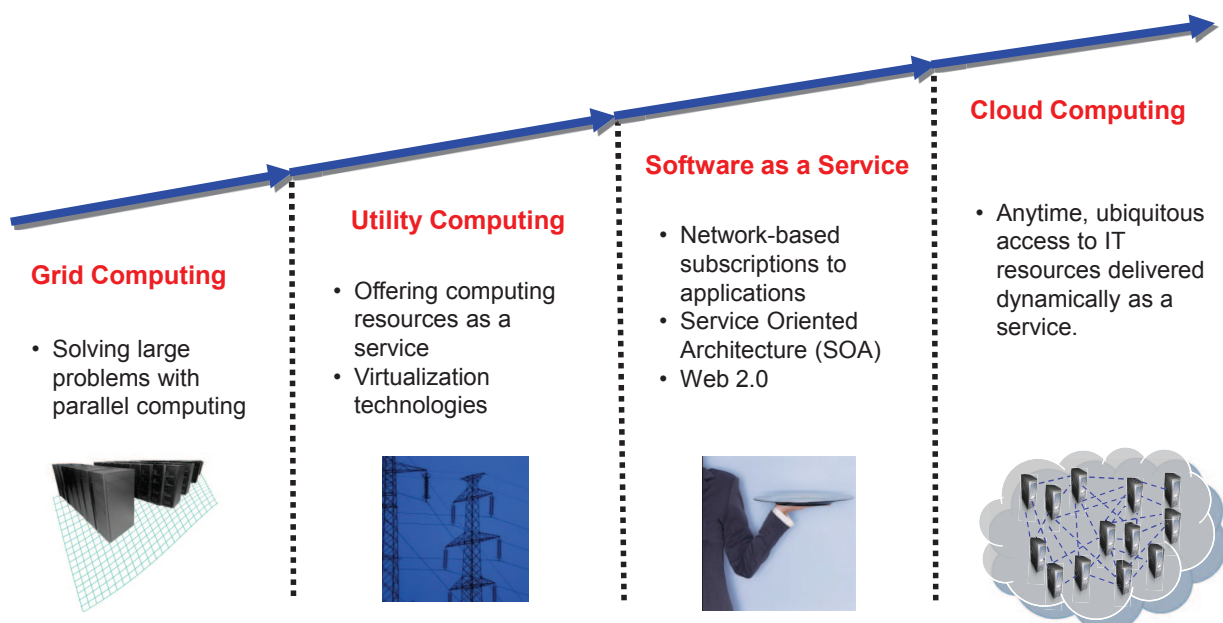 Grid Computing
• Solving large
problems with
parallel computing
Utility Computing
• Offering computing
resources as a
service
• Virtualization
technologies
Software as a Service
• Network-based
subscriptions to
applications
• Service Oriented
Architecture (SOA)
• Web 2.0
Cloud Computing
• Anytime, ubiquitous
access to IT
resources delivered
dynamically as a
service.